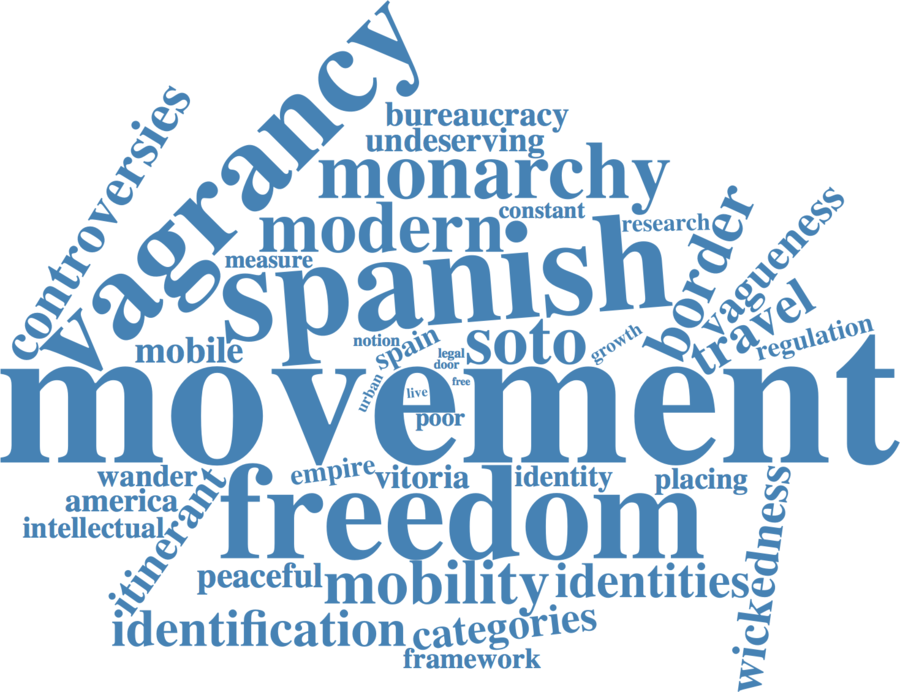 vagrancy
controversies
bureaucracy
undeserving
monarchy
constant
modern
research
measure
spanish
border
vagueness
travel
regulation
mobile
notion
spain
soto
growth
legal
door
urban
live
free
poor
movement
wander
empire
vitoria
identity
placing
america
intellectual
itinerant
freedom
wickedness
peaceful
mobility
identities
identification
categories
framework